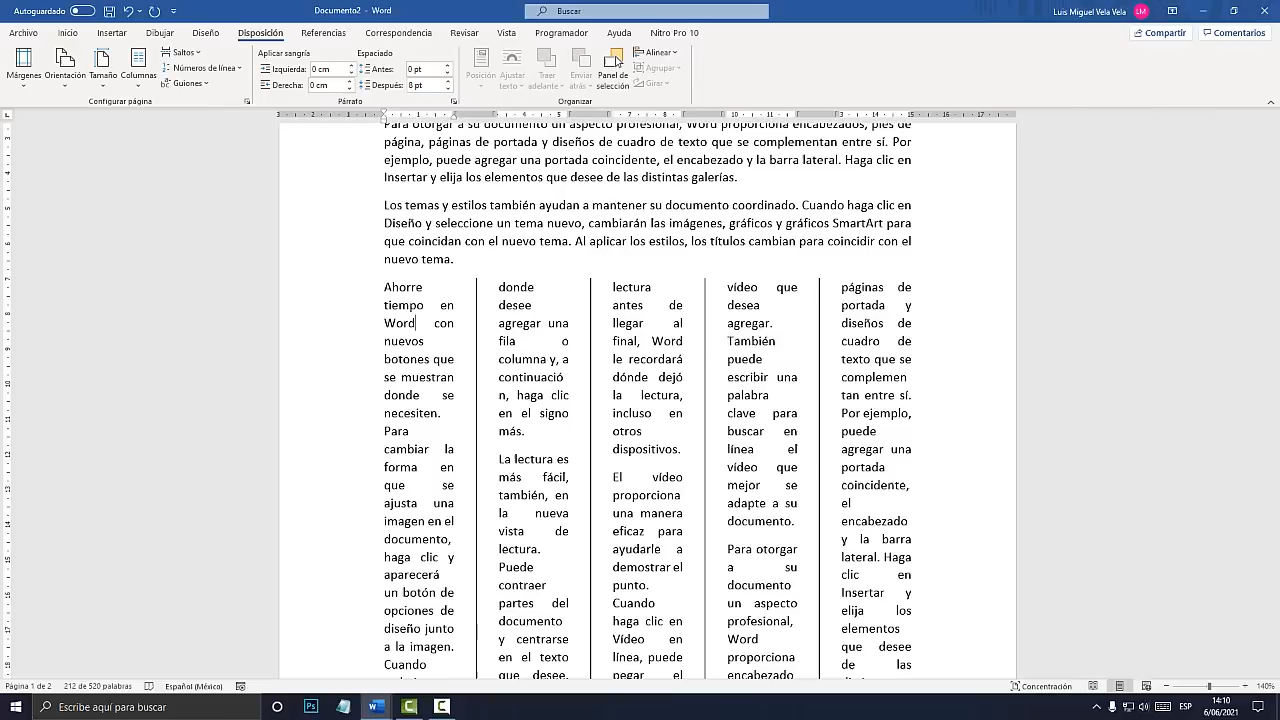 Autoguardado
Documento2 - Word
Buscar
Luis Miguel Vela Vela
LM
Archivo
Inicio
Insertar
Dibujar
Diseño
Disposición
Referencias
Correspondencia
Revisar
Vista
Programador
Ayuda
Nitro Pro 10
Compartir
Comentarios
Márgenes
Orientación
Tamaño
Columnas
Saltos
Números de línea
Guiones
Configurar página
Aplicar sangría
Izquierda: 0 cm
Derecha: 0 cm
Espaciado
Antes: 0 pt
Después: 8 pt
Párrafo
Posición
Ajustar texto
Traer adelante
Enviar atrás
Panel de selección
Alinear
Agrupar
Girar
Organizar
Para otorgar a su documento un aspecto profesional, Word proporciona encabezados, pies de
página, páginas de portada y diseños de cuadro de texto que se complementan entre sí. Por
ejemplo, puede agregar una portada coincidente, el encabezado y la barra lateral. Haga clic en
Insertar y elija los elementos que desee de las distintas galerías.
Los temas y estilos también ayudan a mantener su documento coordinado. Cuando haga clic en
Diseño y seleccione un tema nuevo, cambiarán las imágenes, gráficos y gráficos SmartArt para
que coincidan con el nuevo tema. Al aplicar los estilos, los títulos cambian para coincidir con el
nuevo tema.
Ahorre
tiempo en
Word con
nuevos
botones que
se muestran
donde se
necesiten.
Para
cambiar la
forma en
que se
ajusta una
imagen en el
documento,
haga clic y
aparecerá
un botón de
opciones de
diseño junto
a la imagen.
Cuando
donde
desee
agregar una
fila o
columna y, a
continuació
n, haga clic
en el signo
más.
La lectura es
más fácil,
también, en
la nueva
vista de
lectura.
Puede
contraer
partes del
documento
y centrarse
en el texto
que desee.
lectura
antes de
llegar al
final, Word
le recordará
dónde dejó
la lectura,
incluso en
otros
dispositivos.
El vídeo
proporciona
una manera
eficaz para
ayudarle a
demostrar el
punto.
Cuando
haga clic en
Vídeo en
línea, puede
pegar el
vídeo que
desea
agregar.
También
puede
escribir una
palabra
clave para
buscar en
línea el
vídeo que
mejor se
adapte a su
documento.
Para otorgar
a su
documento
un aspecto
profesional,
Word
proporciona
encabezado
páginas de
portada y
diseños de
cuadro de
texto que se
complemen
tan entre sí.
Por ejemplo,
puede
agregar una
portada
coincidente,
el
encabezado
y la barra
lateral. Haga
clic en
Insertar y
elija los
elementos
que desee
de las
Página 1 de 2
212 de 520 palabras
Español (México)
Concentración
140%
Escribe aquí para buscar
ESP
14:10
6/06/2021